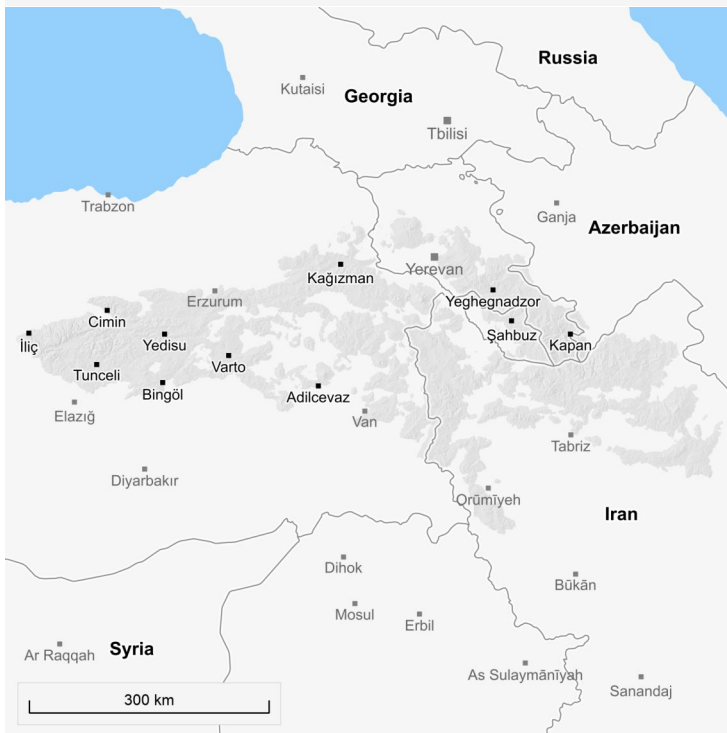 Russia
Kutaisi
Georgia
Tbilisi
Trabzon
Ganja
Azerbaijan
Yerevan
Kağızman
Erzurum
Yeghegnadzor
Cimin
Şahbuz
İliç
Yedisu
Kapan
Tunceli
Varto
Bingöl
Adilcevaz
Elazığ
Van
Tabriz
Diyarbakır
Orūmīyeh
Iran
Dihok
Būkān
Mosul
Erbil
Ar Raqqah
Syria
As Sulaymānīyah
Sanandaj
300 km